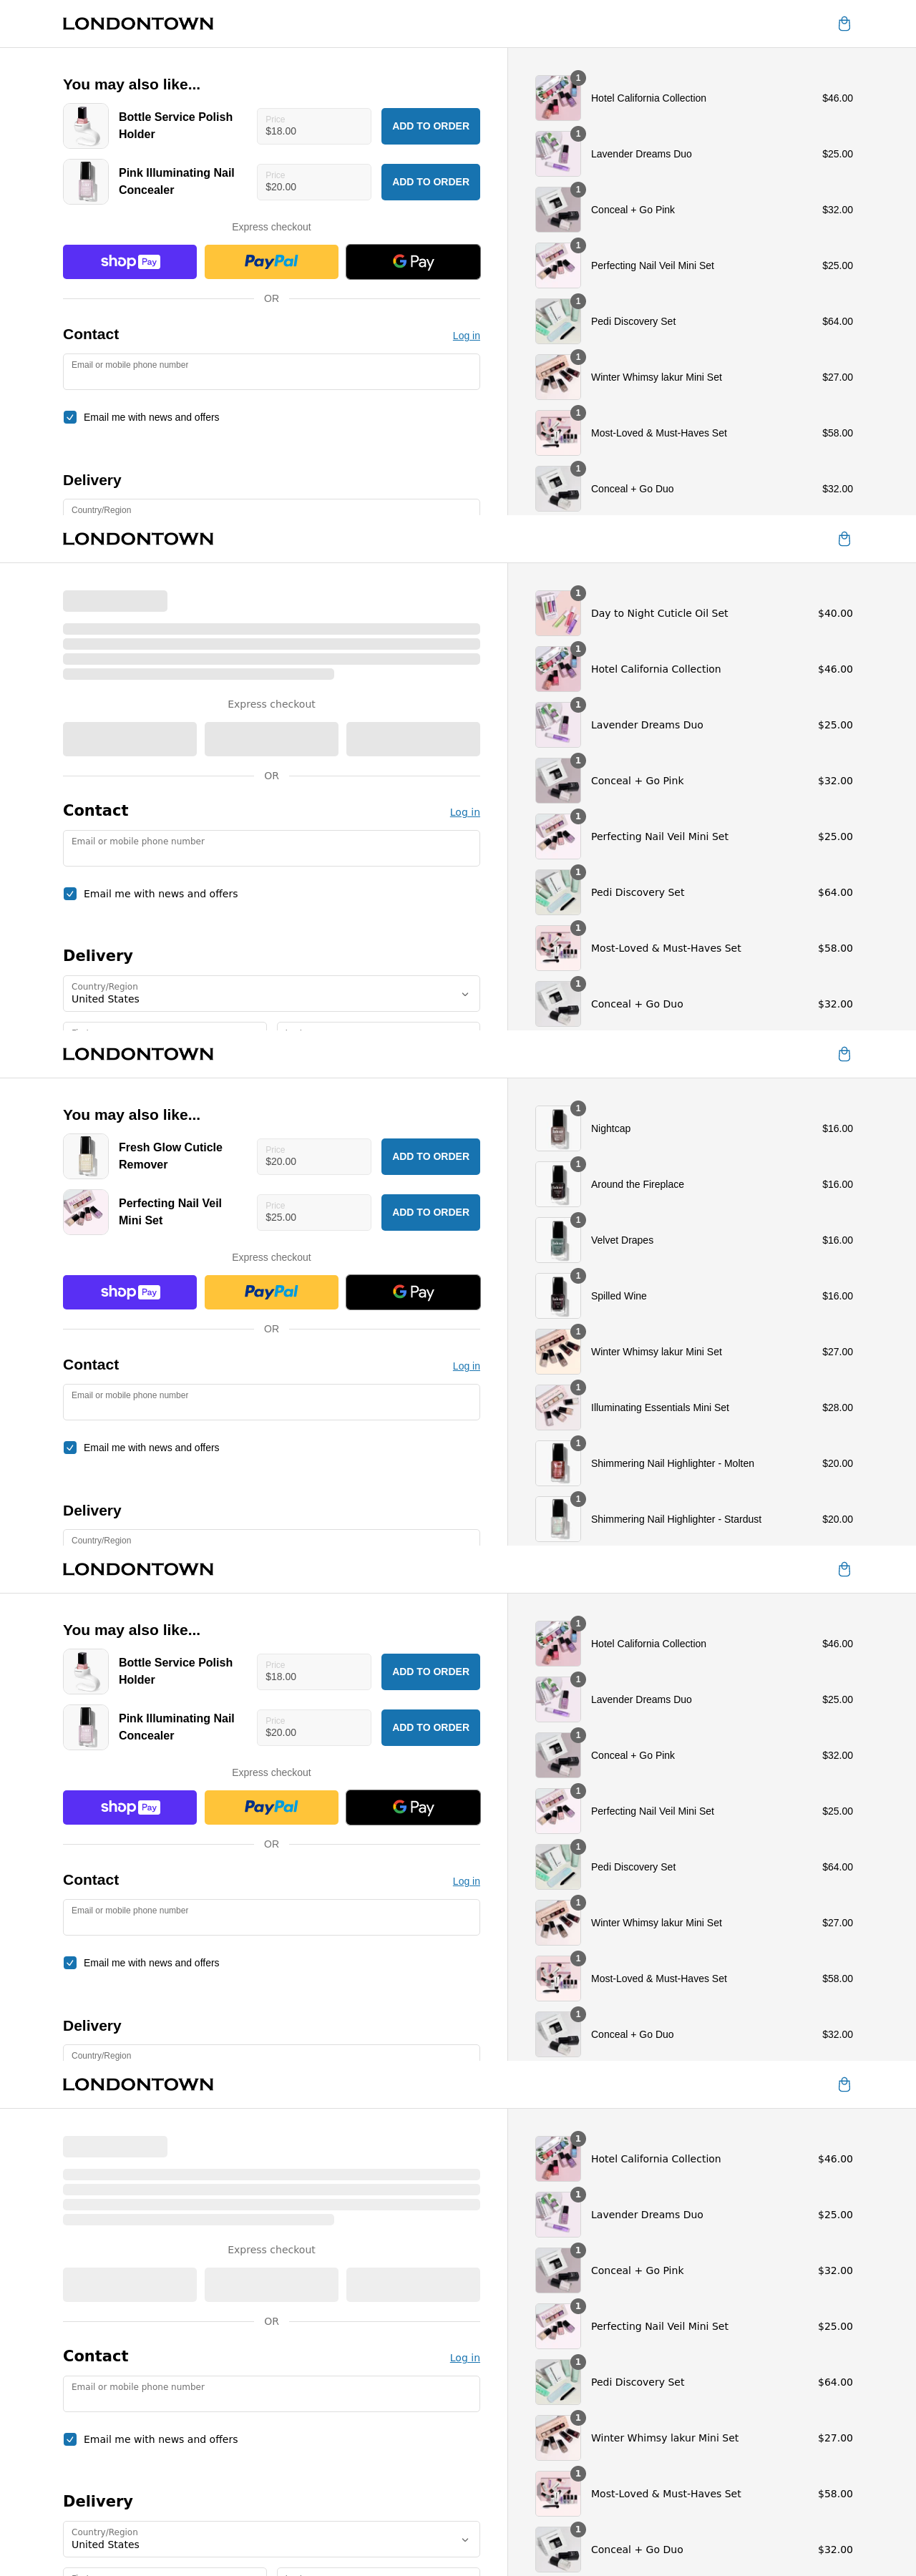 LONDONTOWN
You may also like...
Bottle Service Polish
Holder
Price
$18.00
ADD TO ORDER
Pink Illuminating Nail
Concealer
Price
$20.00
ADD TO ORDER
Express checkout
shop Pay
PayPal
G Pay
OR
Contact
Log in
Email or mobile phone number
Email me with news and offers
Delivery
Country/Region
1
Hotel California Collection
$46.00
1
Lavender Dreams Duo
$25.00
1
Conceal + Go Pink
$32.00
1
Perfecting Nail Veil Mini Set
$25.00
1
Pedi Discovery Set
$64.00
1
Winter Whimsy lakur Mini Set
$27.00
1
Most-Loved & Must-Haves Set
$58.00
1
Conceal + Go Duo
$32.00
LONDONTOWN
Express checkout
OR
Contact
Log in
Email or mobile phone number
Email me with news and offers
Delivery
Country/Region
United States
1
Day to Night Cuticle Oil Set
$40.00
1
Hotel California Collection
$46.00
1
Lavender Dreams Duo
$25.00
1
Conceal + Go Pink
$32.00
1
Perfecting Nail Veil Mini Set
$25.00
1
Pedi Discovery Set
$64.00
1
Most-Loved & Must-Haves Set
$58.00
1
Conceal + Go Duo
$32.00
LONDONTOWN
You may also like...
Fresh Glow Cuticle
Remover
Price
$20.00
ADD TO ORDER
Perfecting Nail Veil
Mini Set
Price
$25.00
ADD TO ORDER
Express checkout
shop Pay
PayPal
G Pay
OR
Contact
Log in
Email or mobile phone number
Email me with news and offers
Delivery
Country/Region
1
Nightcap
$16.00
1
Around the Fireplace
$16.00
1
Velvet Drapes
$16.00
1
Spilled Wine
$16.00
1
Winter Whimsy lakur Mini Set
$27.00
1
Illuminating Essentials Mini Set
$28.00
1
Shimmering Nail Highlighter - Molten
$20.00
1
Shimmering Nail Highlighter - Stardust
$20.00
LONDONTOWN
You may also like...
Bottle Service Polish
Holder
Price
$18.00
ADD TO ORDER
Pink Illuminating Nail
Concealer
Price
$20.00
ADD TO ORDER
Express checkout
shop Pay
PayPal
G Pay
OR
Contact
Log in
Email or mobile phone number
Email me with news and offers
Delivery
Country/Region
1
Hotel California Collection
$46.00
1
Lavender Dreams Duo
$25.00
1
Conceal + Go Pink
$32.00
1
Perfecting Nail Veil Mini Set
$25.00
1
Pedi Discovery Set
$64.00
1
Winter Whimsy lakur Mini Set
$27.00
1
Most-Loved & Must-Haves Set
$58.00
1
Conceal + Go Duo
$32.00
LONDONTOWN
Express checkout
OR
Contact
Log in
Email or mobile phone number
Email me with news and offers
Delivery
Country/Region
United States
1
Hotel California Collection
$46.00
1
Lavender Dreams Duo
$25.00
1
Conceal + Go Pink
$32.00
1
Perfecting Nail Veil Mini Set
$25.00
1
Pedi Discovery Set
$64.00
1
Winter Whimsy lakur Mini Set
$27.00
1
Most-Loved & Must-Haves Set
$58.00
1
Conceal + Go Duo
$32.00